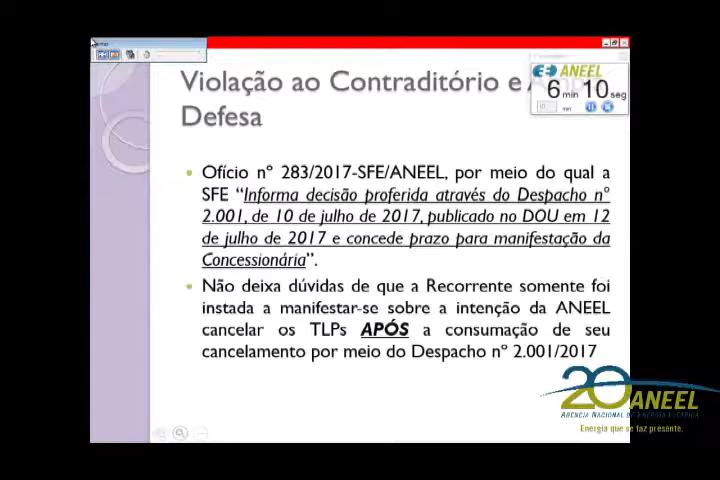 ANEEL
6 min 10 seg
Violação ao Contraditório e
Defesa
Ofício nº 283/2017-SFE/ANEEL, por meio do qual a
SFE “Informa decisão proferida através do Despacho n°
2.001, de 10 de julho de 2017, publicado no DOU em 12
de julho de 2017 e concede prazo para manifestação da
Concessionária”.
Não deixa dúvidas de que a Recorrente somente foi
instada a manifestar-se sobre a intenção da ANEEL
cancelar os TLPs APÓS a consumação de seu
cancelamento por meio do Despacho nº 2.001/2017
20 ANEEL
AGÊNCIA NACIONAL DE ENERGIA ELÉTRICA
Energia que se faz presente.